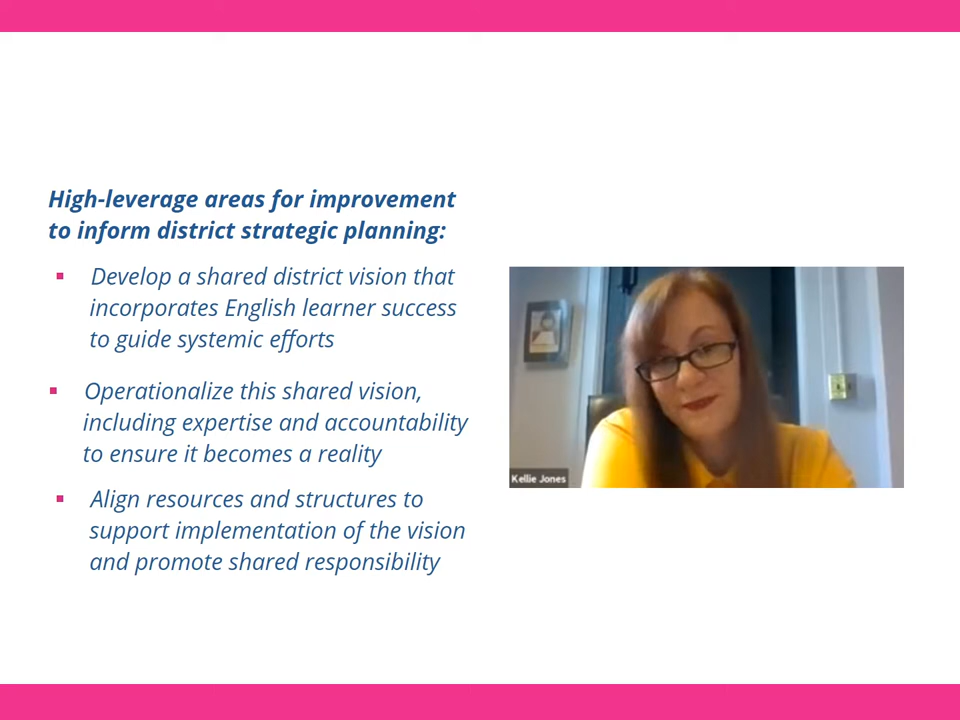 High-leverage areas for improvement
to inform district strategic planning:
▪ Develop a shared district vision that
incorporates English learner success
to guide systemic efforts
▪ Operationalize this shared vision,
including expertise and accountability
to ensure it becomes a reality
▪ Align resources and structures to
support implementation of the vision
and promote shared responsibility
Kellie Jones